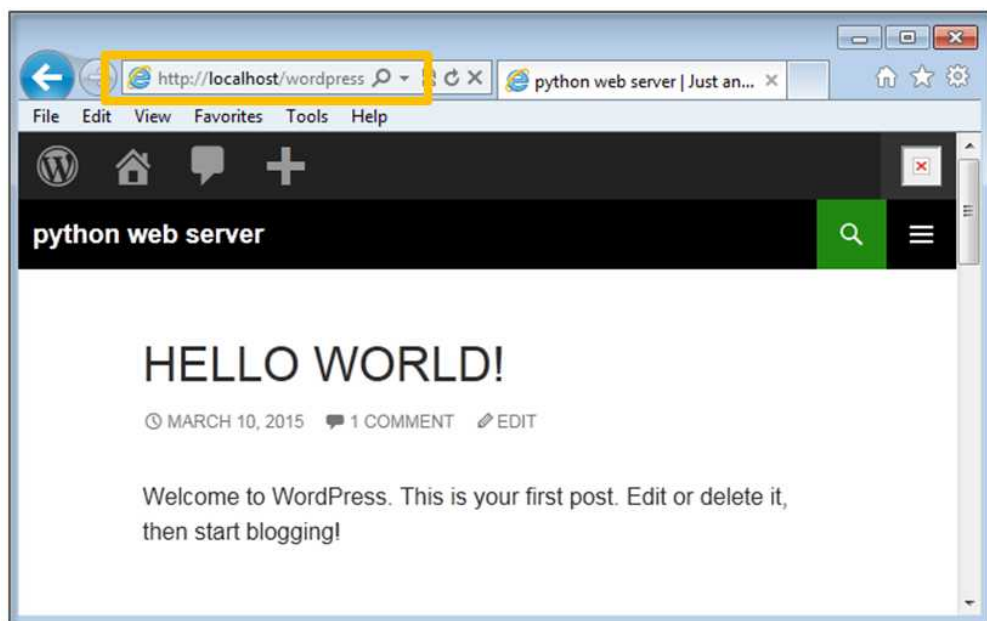 http://localhost/wordpress
python web server | Just an...
File Edit View Favorites Tools Help
python web server
HELLO WORLD!
MARCH 10, 2015 1 COMMENT EDIT
Welcome to WordPress. This is your first post. Edit or delete it,
then start blogging!